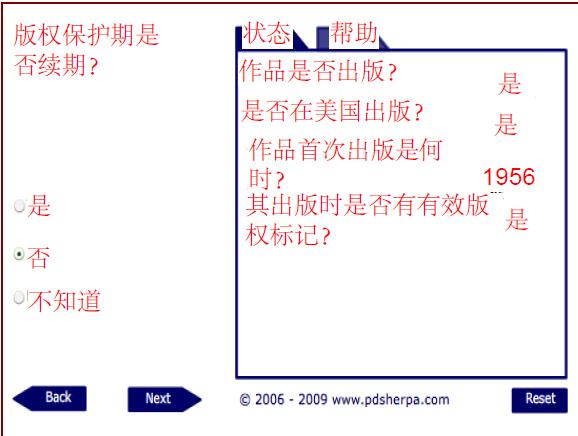 版权保护期是
否续期?
是
否
不知道
状态
帮助
作品是否出版?
是
是否在美国出版?
是
作品首次出版是何
时?
1956
其出版时是否有有效版
权标记?
是
Back
Next
© 2006 - 2009 www.pdsherpa.com
Reset